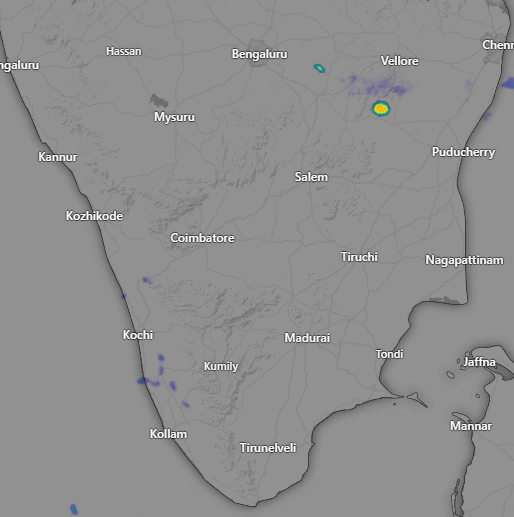 Hassan
Bengaluru
Chenn
ngaluru
Vellore
Mysuru
Kannur
Puducherry
Salem
Kozhikode
Coimbatore
Tiruchi
Nagapattinam
Kochi
Madurai
Tondi
Kumily
Jaffna
Kollam
Mannar
Tirunelveli